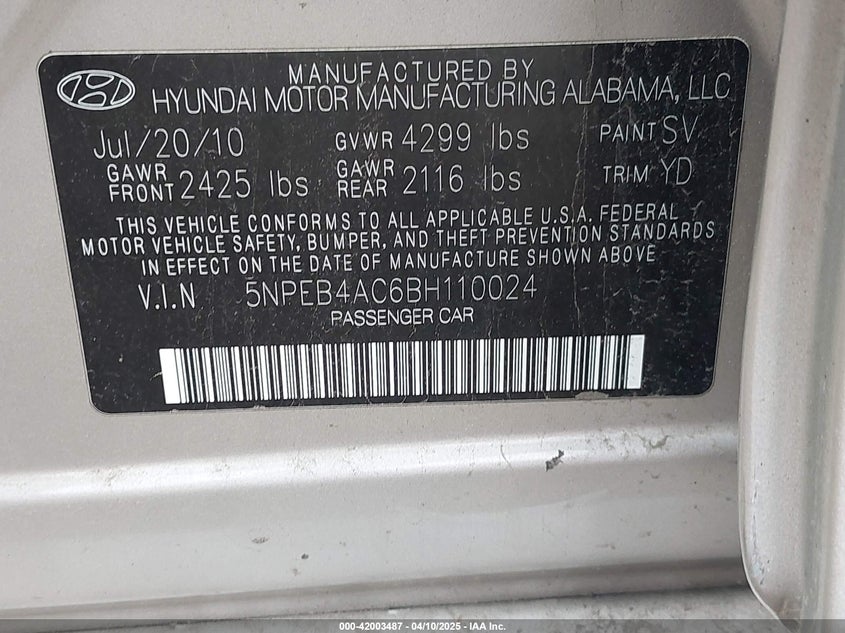 MANUFACTURED BY
HYUNDAI MOTOR MANUFACTURING ALABAMA, LLC
Jul/20/10 GVWR 4299 lbs PAINT SV
GAWR FRONT 2425 lbs GAWR REAR 2116 lbs TRIM YD
THIS VEHICLE CONFORMS TO ALL APPLICABLE U.S.A. FEDERAL
MOTOR VEHICLE SAFETY, BUMPER, AND THEFT PREVENTION STANDARDS
IN EFFECT ON THE DATE OF MANUFACTURE SHOWN ABOVE
V.I.N 5NPEB4AC6BH110024
PASSENGER CAR
000-42003487 - 04/10/2025 - IAA Inc.